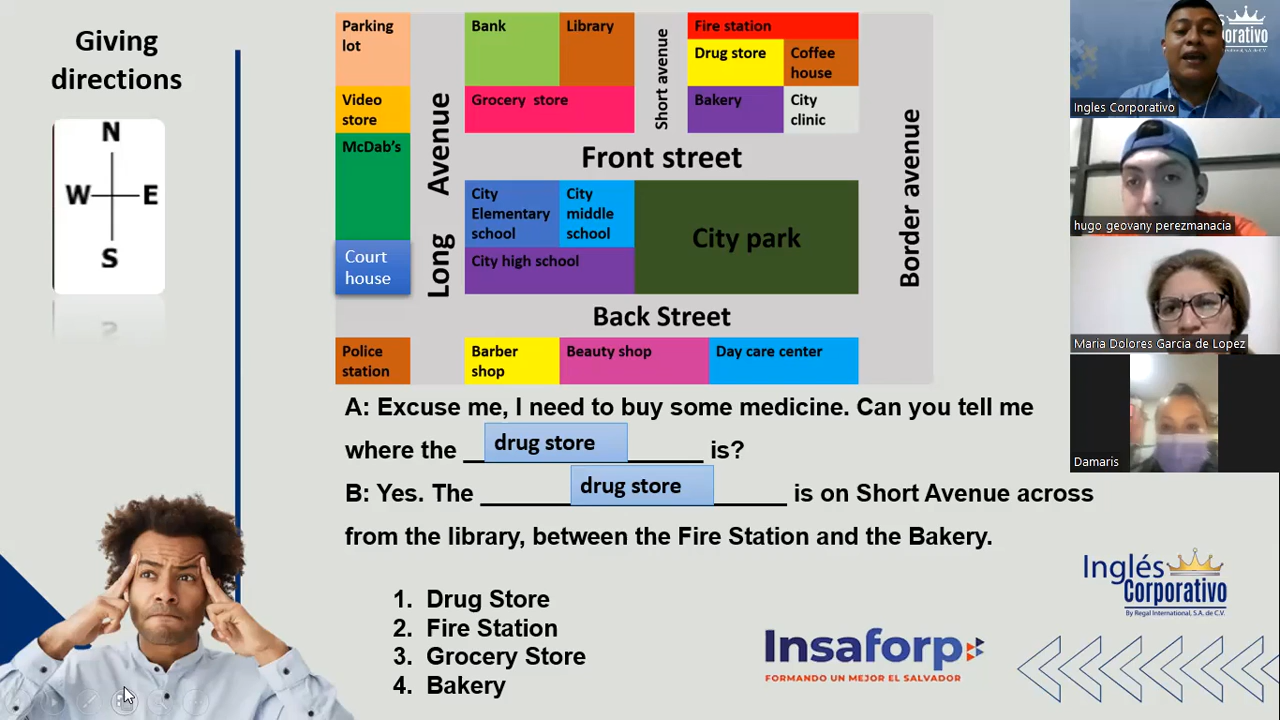 Giving
directions
N
W E
S
Parking
lot
Video
store
McDab's
Court
house
Police
station
Long Avenue
Bank
Library
Grocery store
Short avenue
Fire station
Drug store
Coffee
house
Bakery
City
clinic
Front street
City
Elementary
school
City
middle
school
City high school
City park
Border avenue
Back Street
Barber
shop
Beauty shop
Day care center
A: Excuse me, I need to buy some medicine. Can you tell me
where the drug store is?
B: Yes. The drug store is on Short Avenue across
from the library, between the Fire Station and the Bakery.
1. Drug Store
2. Fire Station
3. Grocery Store
4. Bakery
Insaforp
FORMANDO UN MEJOR EL SALVADOR
Inglés
Corporativo
By Regal International, S.A. de C.V.
Ingles Corporativo
hugo geovany perezmanacia
Maria Dolores Garcia de Lopez
Damaris